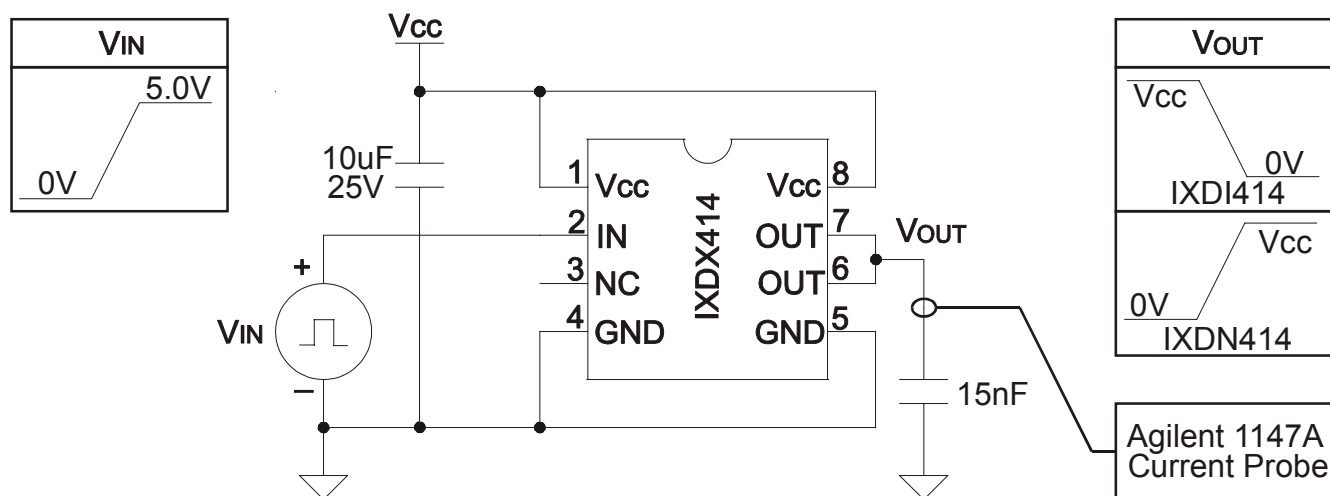 VIN
0V
5.0V
Vcc
10uF
25V
1
Vcc
2
IN
3
NC
4
GND
IXDX414
Vcc
8
OUT
7
OUT
6
GND
5
VOUT
+
VIN
–
15nF
VOUT
Vcc
0V
IXDI414
Vcc
0V
IXDN414
Agilent 1147A
Current Probe